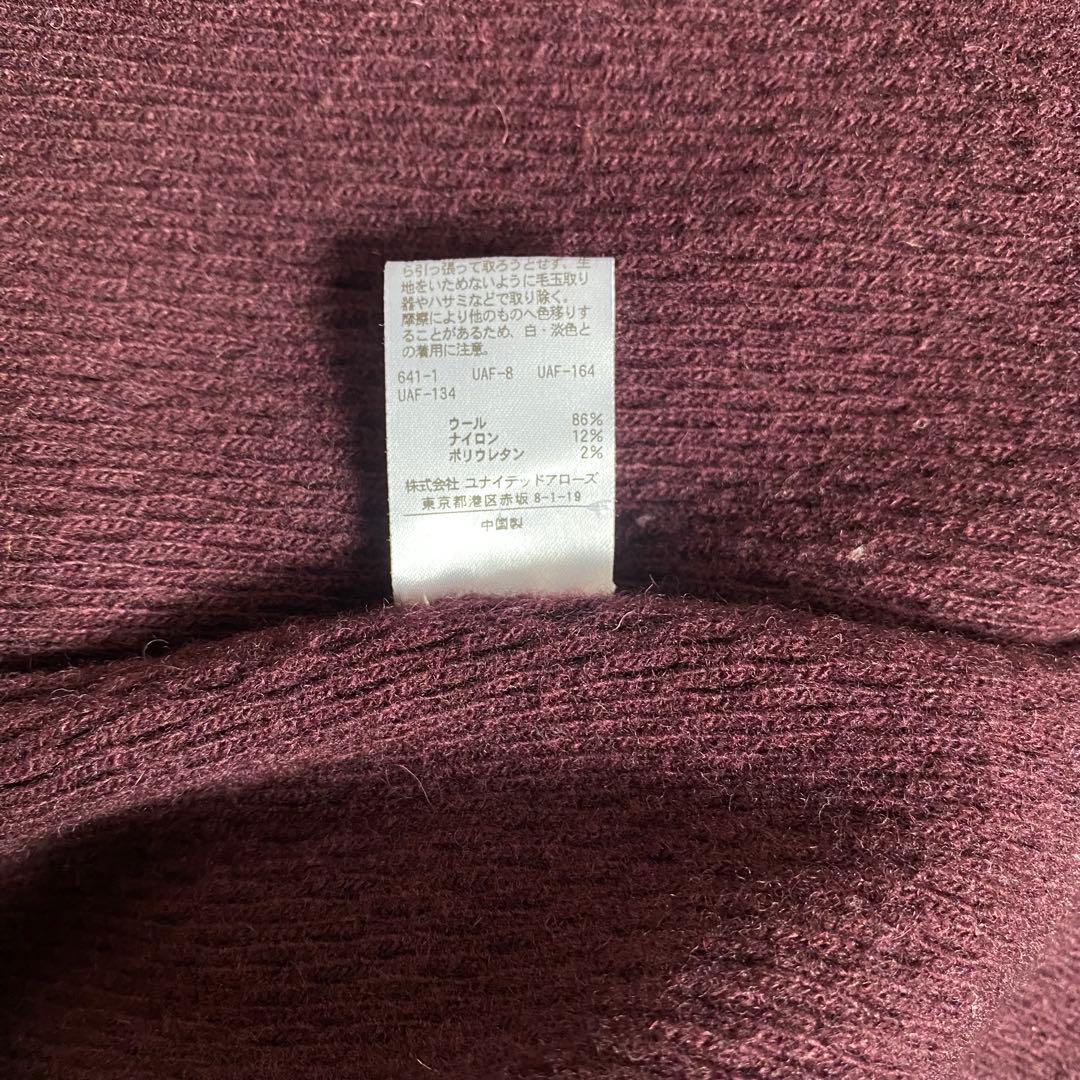 ら引っ張って取ろうとせず、生
地をいためないように毛玉取り
器やハサミなどで取り除く。
摩擦により他のものへ色移りす
ることがあるため、白・淡色と
の着用に注意。
641-1 UAF-8 UAF-164
UAF-134
ウール 86%
ナイロン 12%
ポリウレタン 2%
株式会社 ユナイテッドアローズ
東京都港区赤坂 8-1-19
中国製